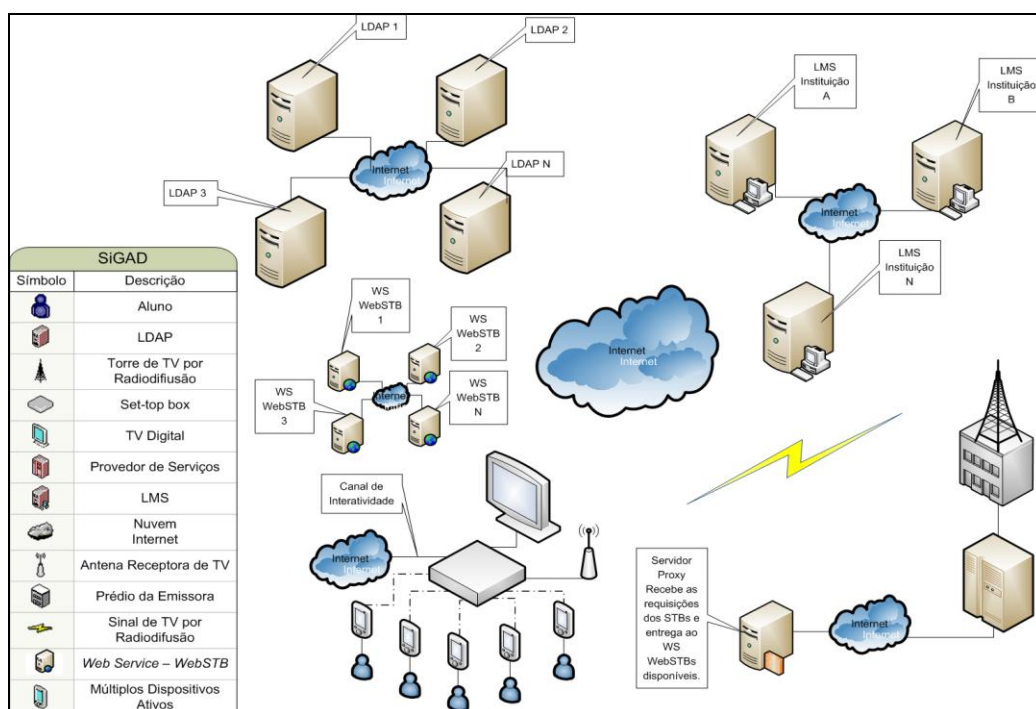 LDAP 1
LDAP 2
LMS
Instituição
A
LMS
Instituição
B
Internet
Internet
LDAP N
LDAP 3
Internet
Internet
LMS
Instituição
N
SiGAD
Símbolo
Descrição
Aluno
LDAP
Torre de TV por
Radiodifusão
Set-top box
TV Digital
Provedor de Serviços
LMS
Nuvem
Internet
Antena Receptora de TV
Prédio da Emissora
Sinal de TV por
Radiodifusão
Web Service – WebSTB
Múltiplos Dispositivos
Ativos
WS
WebSTB
1
WS
WebSTB
2
WS
WebSTB
3
WS
WebSTB
N
Internet
Internet
Internet
Canal de
Interatividade
Internet
Internet
Servidor
Proxy
Recebe as
requisições
dos STBs e
entrega ao
WS
WebSTBs
disponíveis.
Internet
Internet